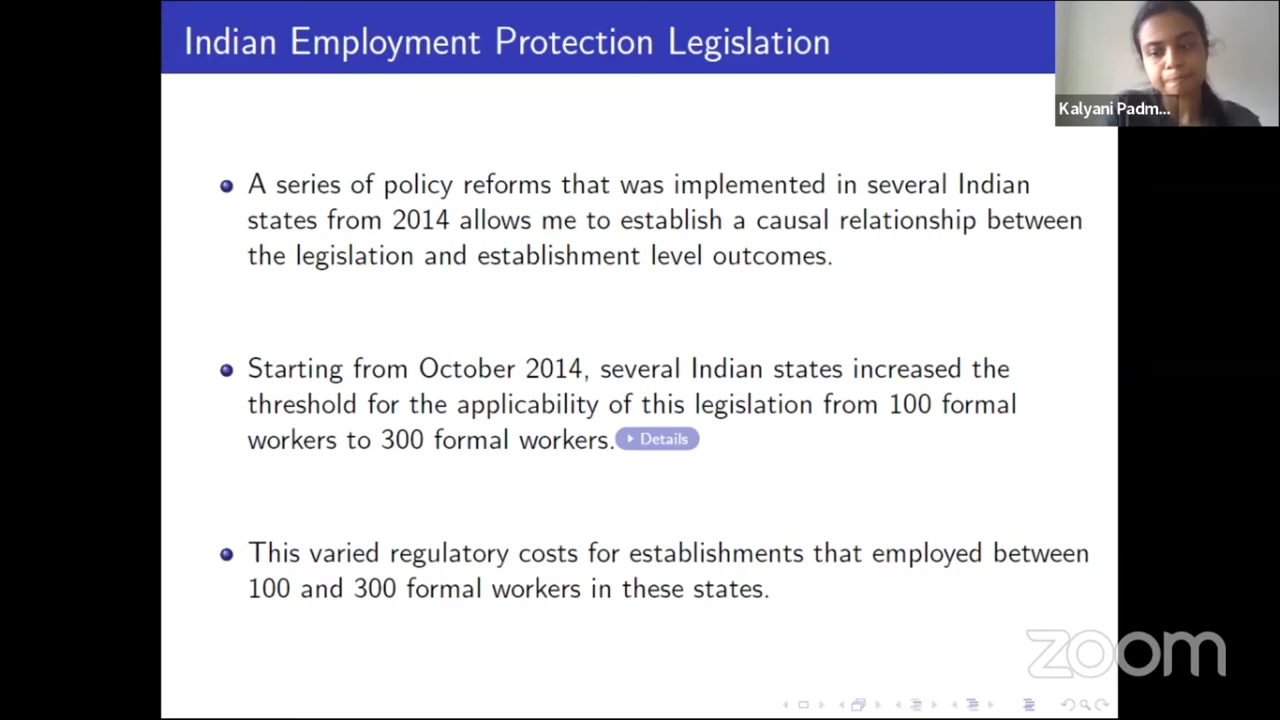 Indian Employment Protection Legislation
Kalyani Padm...
A series of policy reforms that was implemented in several Indian
states from 2014 allows me to establish a causal relationship between
the legislation and establishment level outcomes.
Starting from October 2014, several Indian states increased the
threshold for the applicability of this legislation from 100 formal
workers to 300 formal workers. Details
This varied regulatory costs for establishments that employed between
100 and 300 formal workers in these states.
zoom